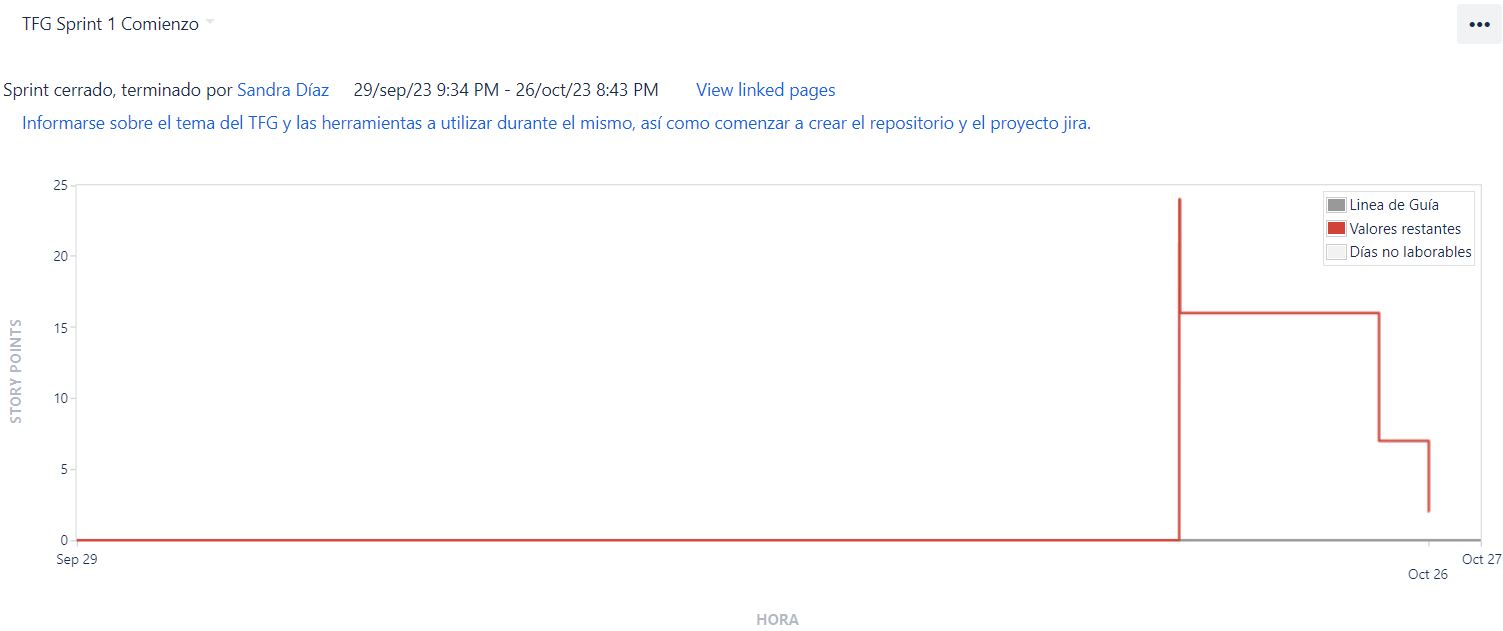 TFG Sprint 1 Comienzo
Sprint cerrado, terminado por Sandra Díaz 29/sep/23 9:34 PM - 26/oct/23 8:43 PM View linked pages
Informarse sobre el tema del TFG y las herramientas a utilizar durante el mismo, así como comenzar a crear el repositorio y el proyecto jira.
25
20
15
10
5
0
STORY POINTS
Linea de Guía
Valores restantes
Días no laborables
Sep 29
Oct 26
Oct 27
HORA